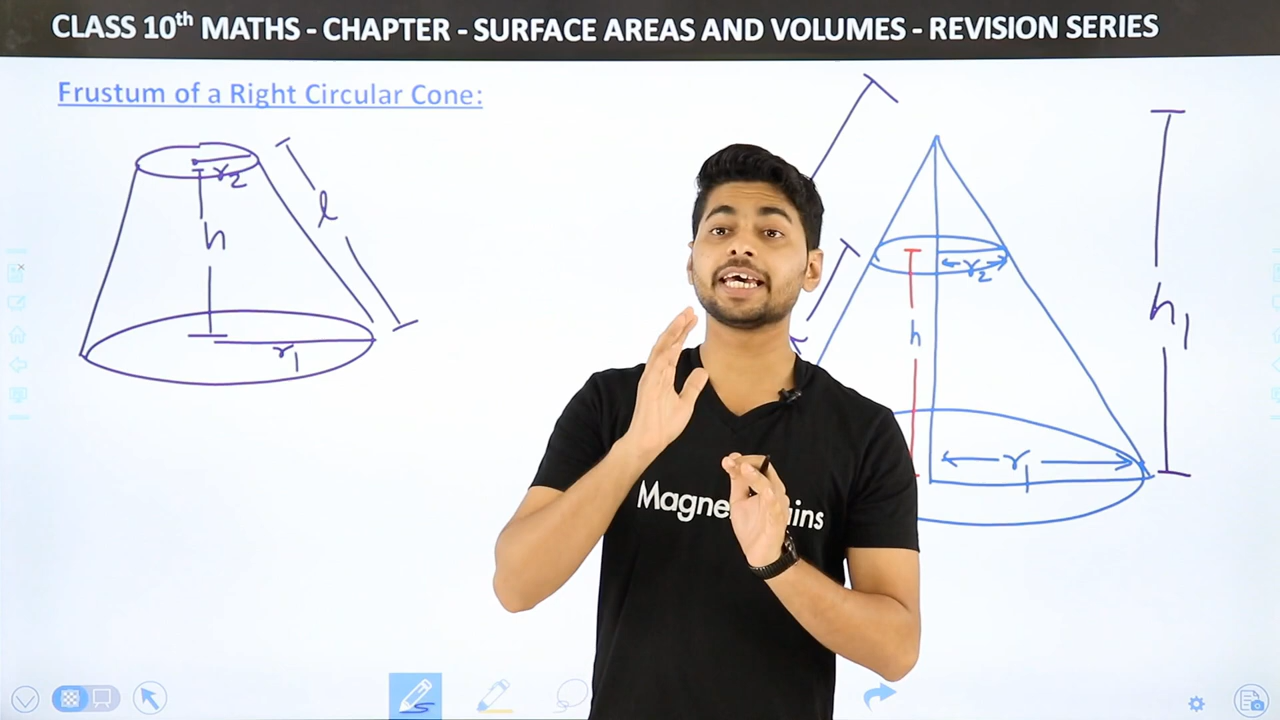 CLASS 10th MATHS - CHAPTER - SURFACE AREAS AND VOLUMES - REVISION SERIES
Frustum of a Right Circular Cone:
r2
h
l
r1
r2
h
r1
h1
Magne ains